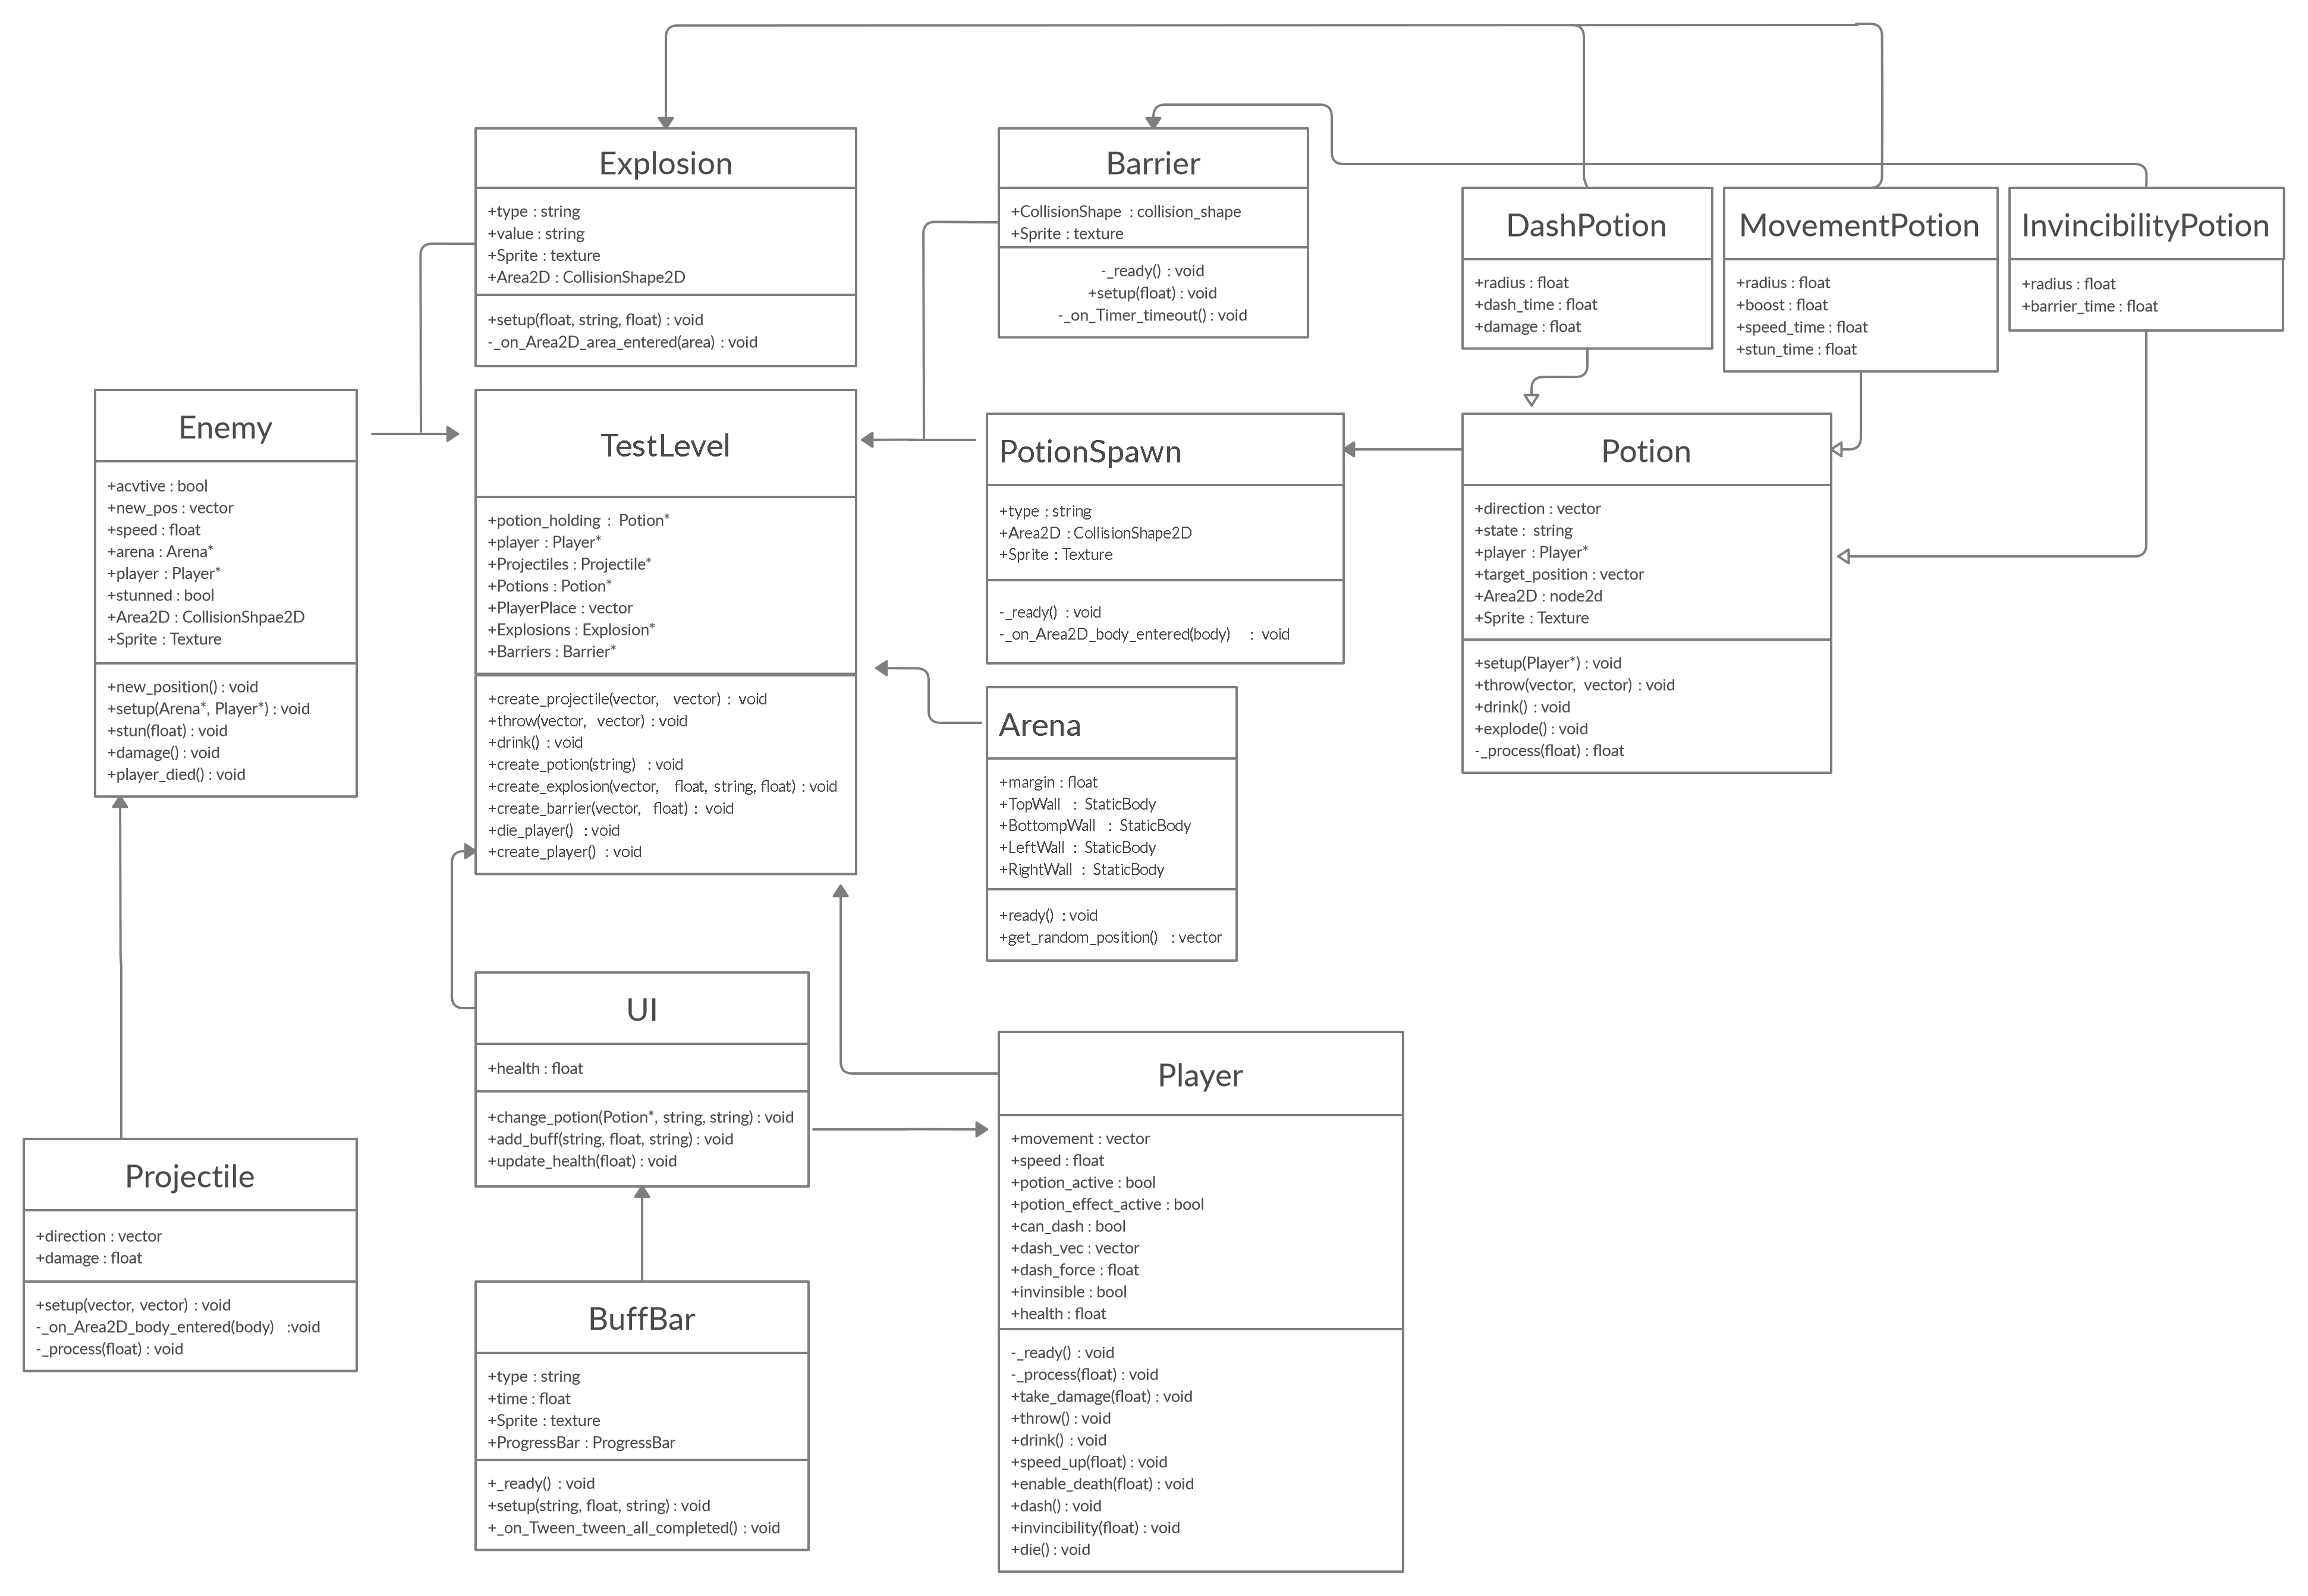 Explosion
+type : string
+value : string
+Sprite : texture
+Area2D : CollisionShape2D
+setup(float, string, float) : void
-_on_Area2D_area_entered(area) : void
Barrier
+CollisionShape : collision_shape
+Sprite : texture
-_ready() : void
+setup(float) : void
-_on_Timer_timeout() : void
DashPotion
+radius : float
+dash_time : float
+damage : float
MovementPotion
+radius : float
+boost : float
+speed_time : float
+stun_time : float
InvincibilityPotion
+radius : float
+barrier_time : float
Enemy
+acvtive : bool
+new_pos : vector
+speed : float
+arena : Arena*
+player : Player*
+stunned : bool
+Area2D : CollisionShpae2D
+Sprite : Texture
+new_position() : void
+setup(Arena*, Player*) : void
+stun(float) : void
+damage() : void
+player_died() : void
TestLevel
+potion_holding : Potion*
+player : Player*
+Projectiles : Projectile*
+Potions : Potion*
+PlayerPlace : vector
+Explosions : Explosion*
+Barriers : Barrier*
+create_projectile(vector, vector) : void
+throw(vector, vector) : void
+drink() : void
+create_potion(string) : void
+create_explosion(vector, float, string, float) : void
+create_barrier(vector, float) : void
+die_player() : void
+create_player() : void
PotionSpawn
+type : string
+Area2D : CollisionShape2D
+Sprite : Texture
-_ready() : void
-_on_Area2D_body_entered(body) : void
Potion
+direction : vector
+state : string
+player : Player*
+target_position : vector
+Area2D : node2d
+Sprite : Texture
+setup(Player*) : void
+throw(vector, vector) : void
+drink() : void
+explode() : void
-_process(float) : float
Arena
+margin : float
+TopWall : StaticBody
+BottompWall : StaticBody
+LeftWall : StaticBody
+RightWall : StaticBody
+ready() : void
+get_random_position() : vector
UI
+health : float
+change_potion(Potion*, string, string) : void
+add_buff(string, float, string) : void
+update_health(float) : void
Player
+movement : vector
+speed : float
+potion_active : bool
+potion_effect_active : bool
+can_dash : bool
+dash_vec : vector
+dash_force : float
+invinsible : bool
+health : float
-_ready() : void
-_process(float) : void
+take_damage(float) : void
+throw() : void
+drink() : void
+speed_up(float) : void
+enable_death(float) : void
+dash() : void
+invincibility(float) : void
+die() : void
Projectile
+direction : vector
+damage : float
+setup(vector, vector) : void
-_on_Area2D_body_entered(body) :void
-_process(float) : void
BuffBar
+type : string
+time : float
+Sprite : texture
+ProgressBar : ProgressBar
+_ready() : void
+setup(string, float, string) : void
+_on_Tween_tween_all_completed() : void